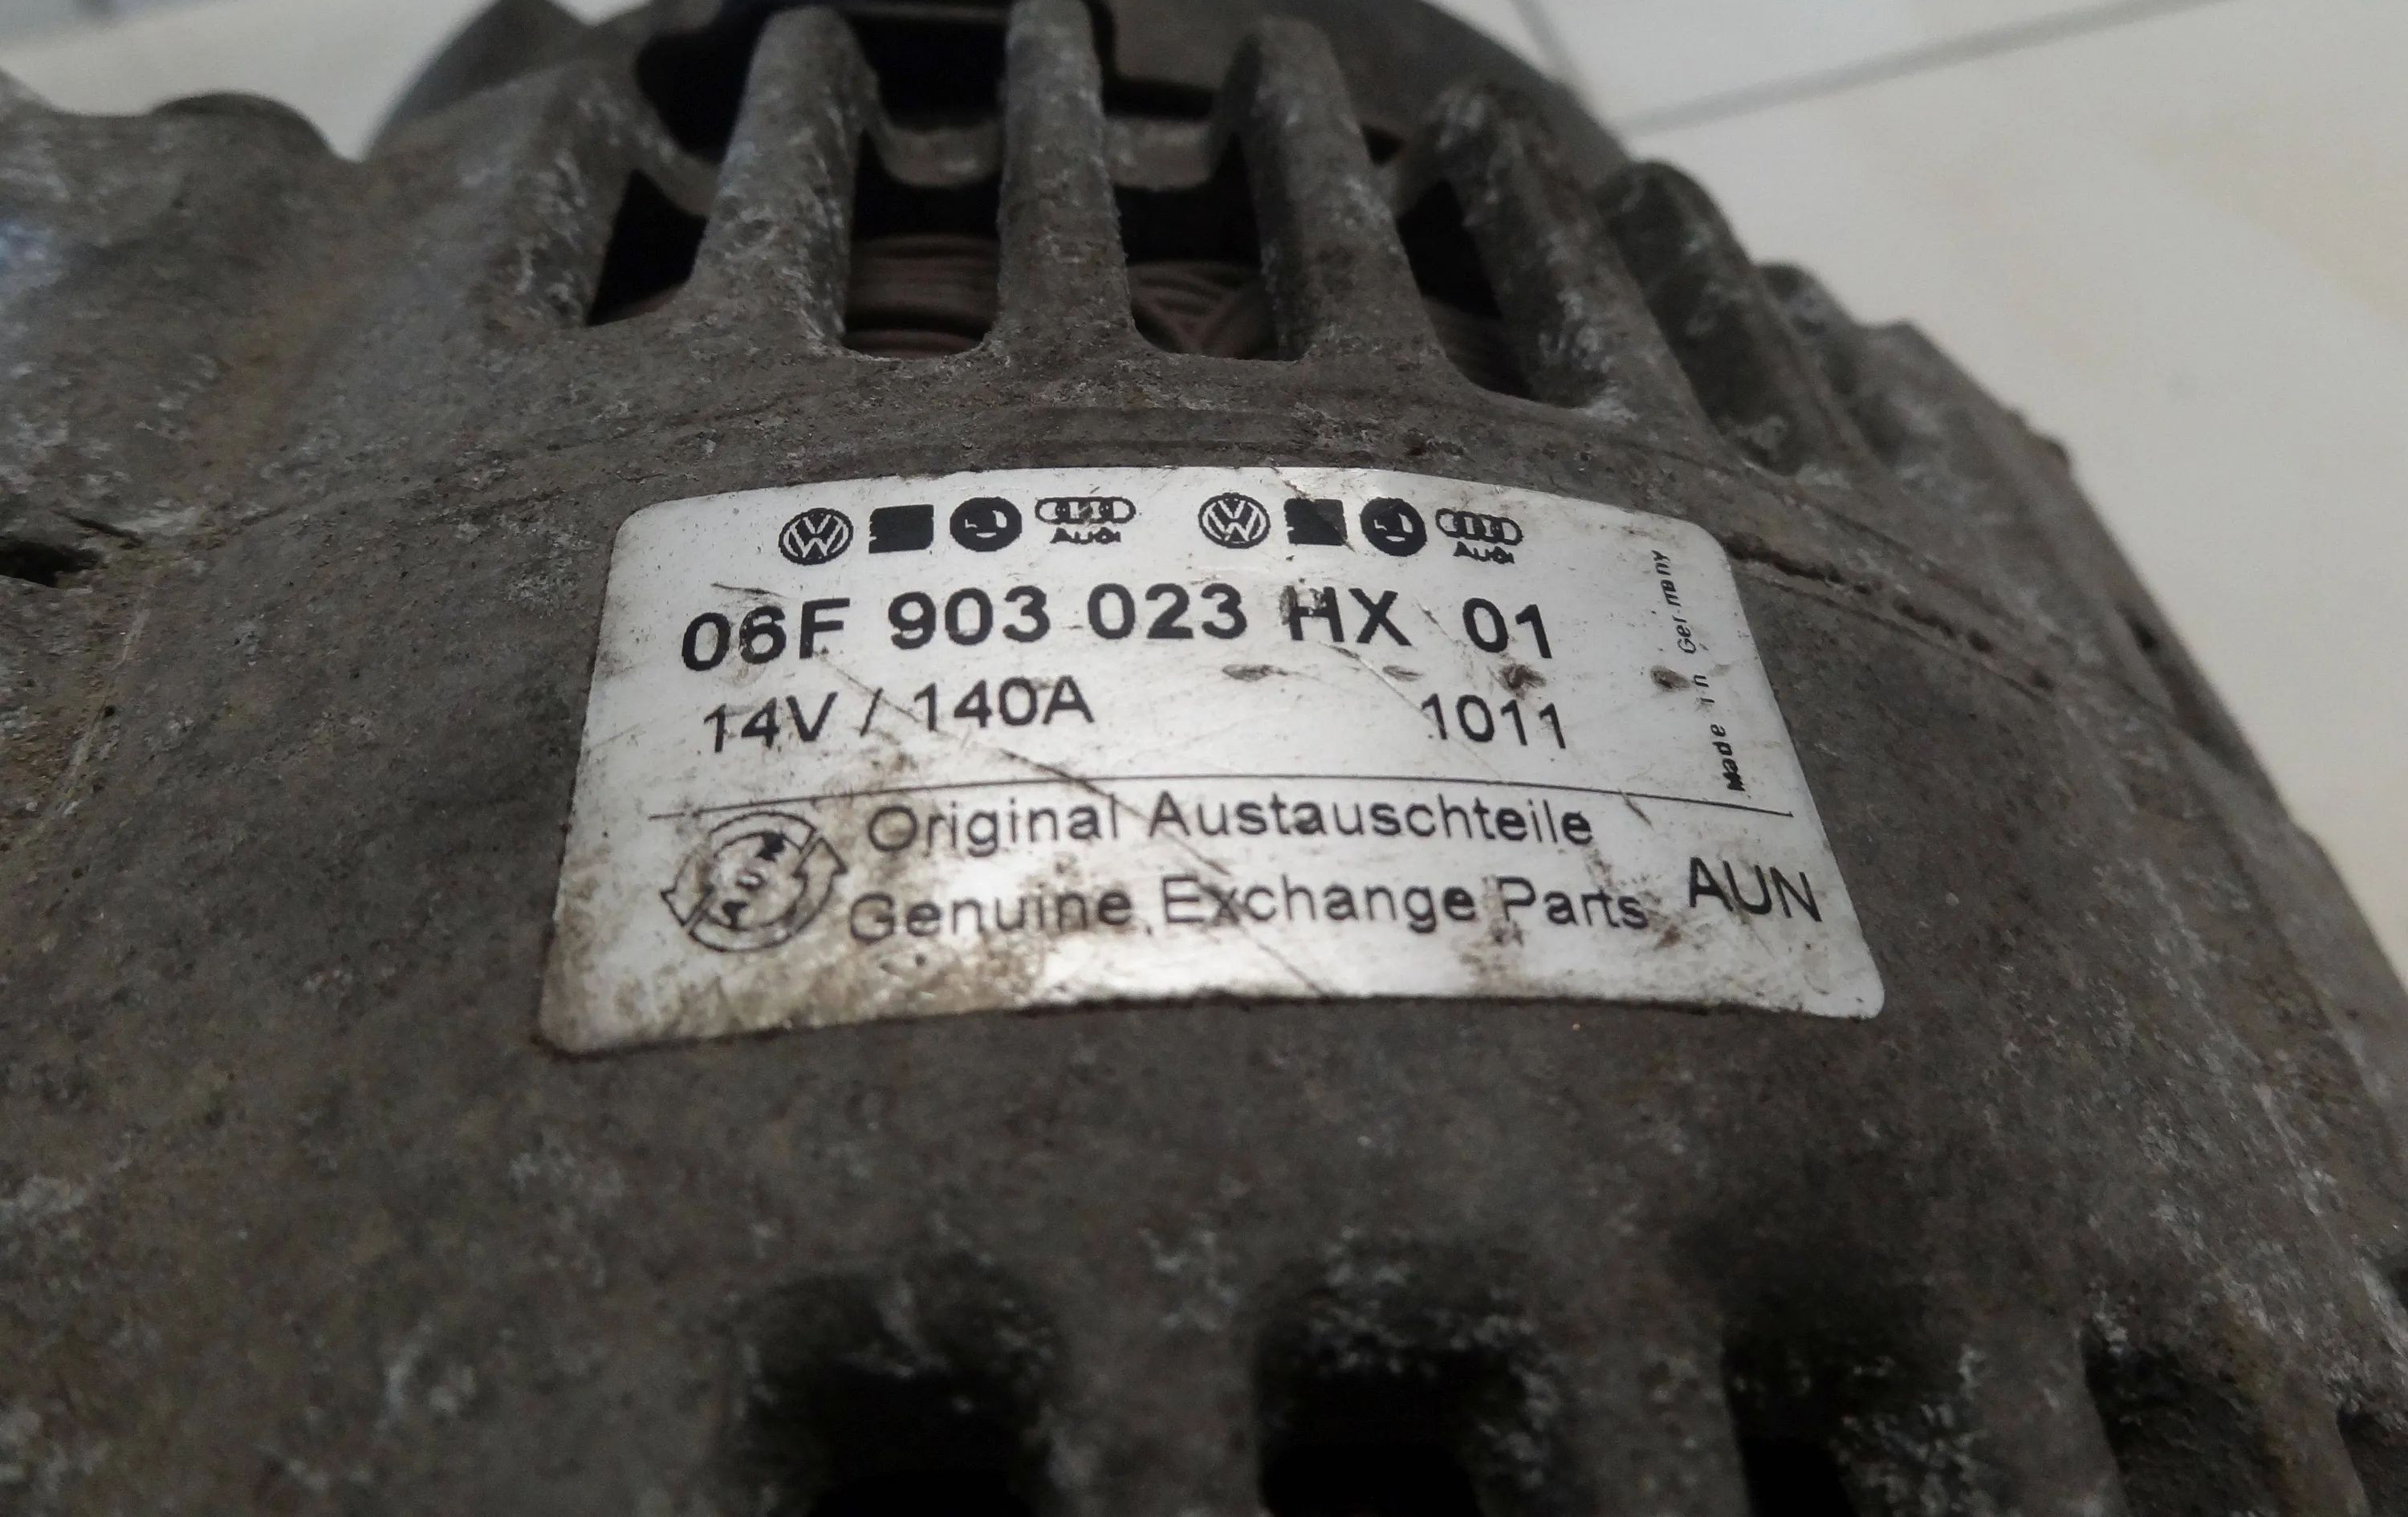 AUDI AUDI
06F 903 023 HX 01
14V / 140A 1011
Made in Germany
Original Austauschteile
Genuine Exchange Parts AUN